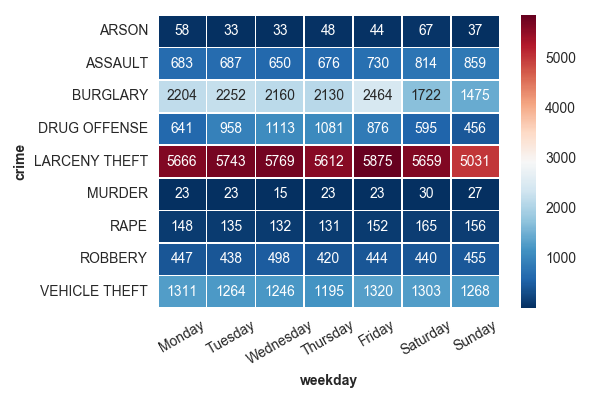 ARSON 58 33 33 48 44 67 37
ASSAULT 683 687 650 676 730 814 859
BURGLARY 2204 2252 2160 2130 2464 1722 1475
DRUG OFFENSE 641 958 1113 1081 876 595 456
LARCENY THEFT 5666 5743 5769 5612 5875 5659 5031
MURDER 23 23 15 23 23 30 27
RAPE 148 135 132 131 152 165 156
ROBBERY 447 438 498 420 444 440 455
VEHICLE THEFT 1311 1264 1246 1195 1320 1303 1268
Monday Tuesday Wednesday Thursday Friday Saturday Sunday
weekday
crime
5000
4000
3000
2000
1000